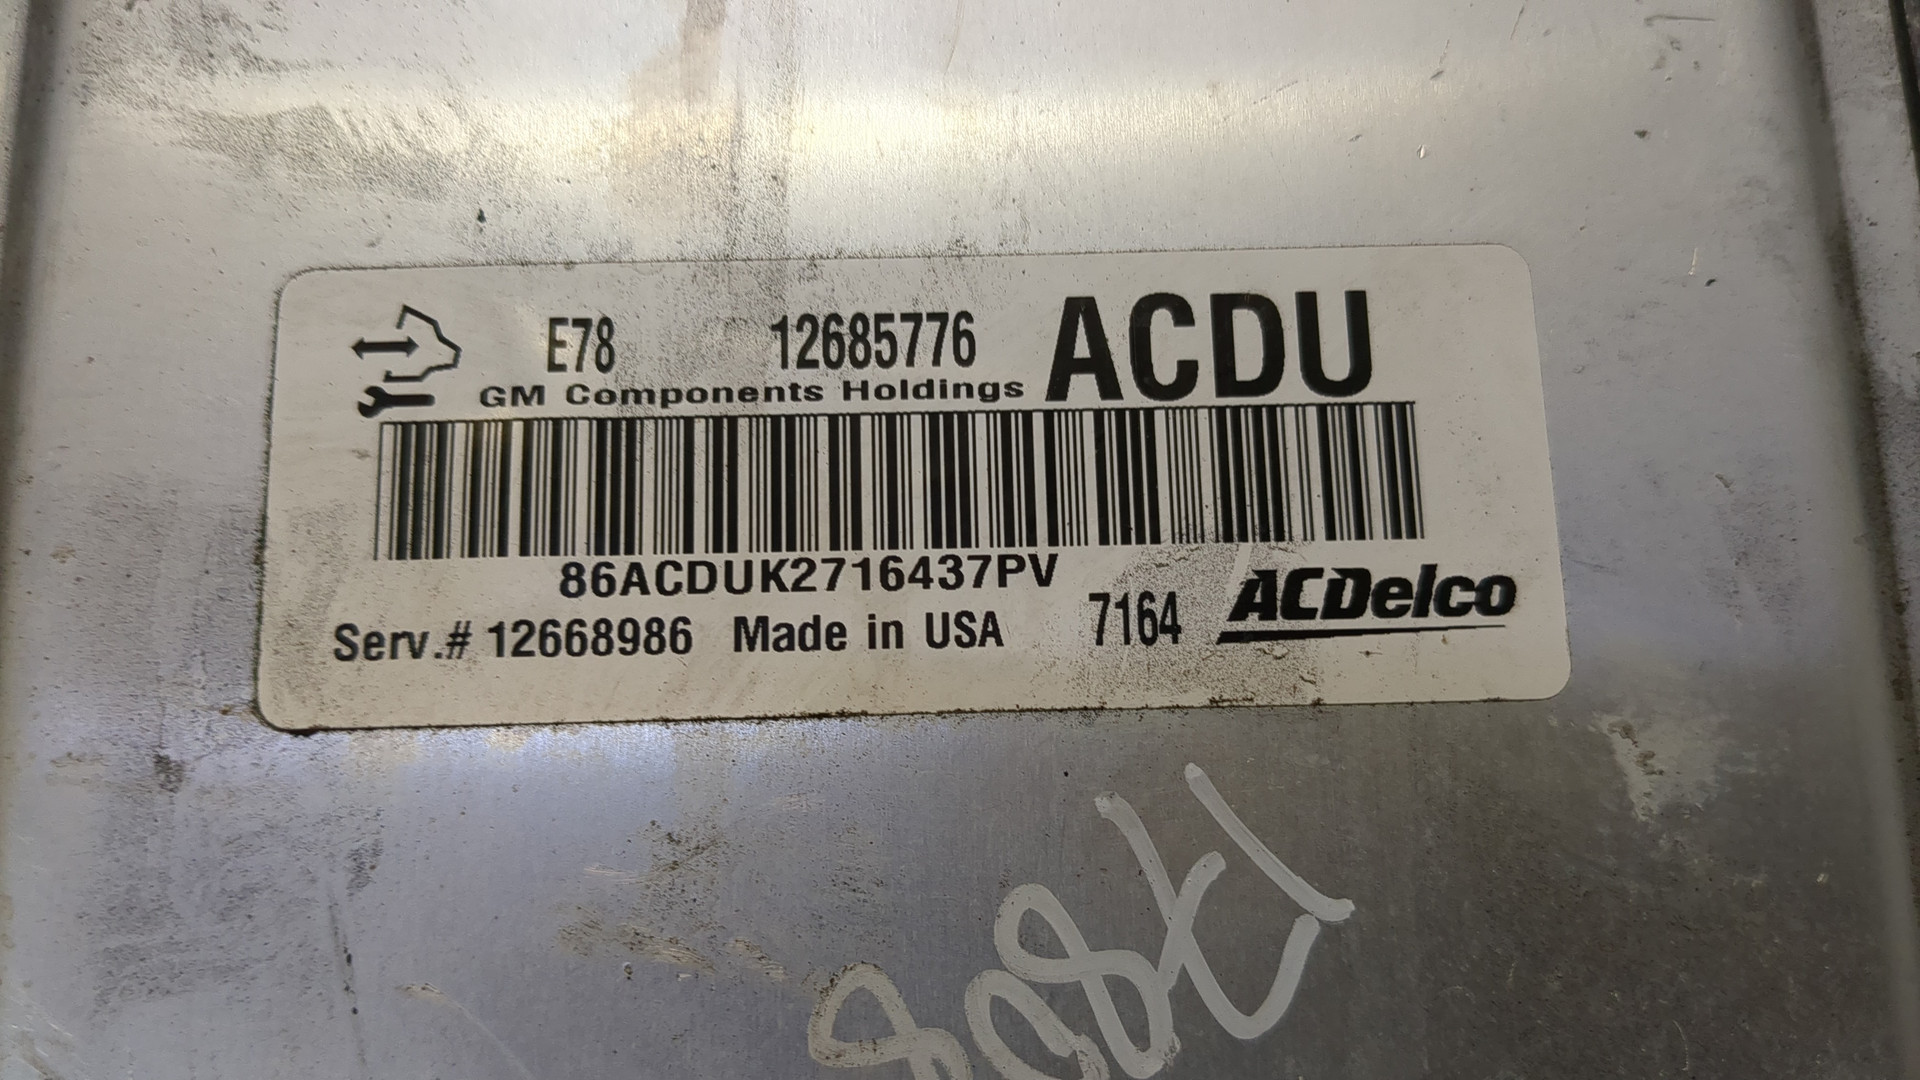 E78 12685776 ACDU
GM Components Holdings
86ACDUK2716437PV
Serv.# 12668986 Made in USA 7164 ACDelco